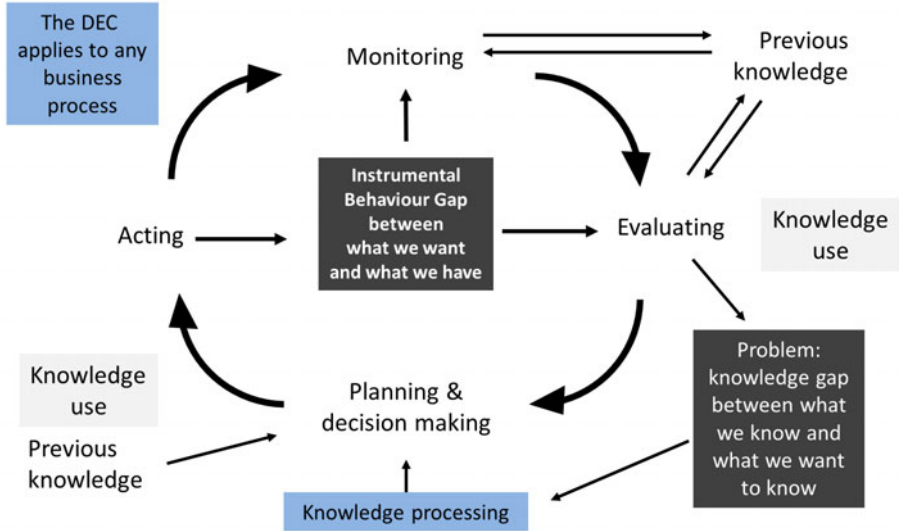 The DEC
applies to any
business
process
Monitoring
Previous
knowledge
Instrumental
Behaviour Gap
between
what we want
and what we have
Acting
Evaluating
Knowledge
use
Knowledge
use
Previous
knowledge
Planning &
decision making
Problem:
knowledge gap
between what
we know and
what we want
to know
Knowledge processing